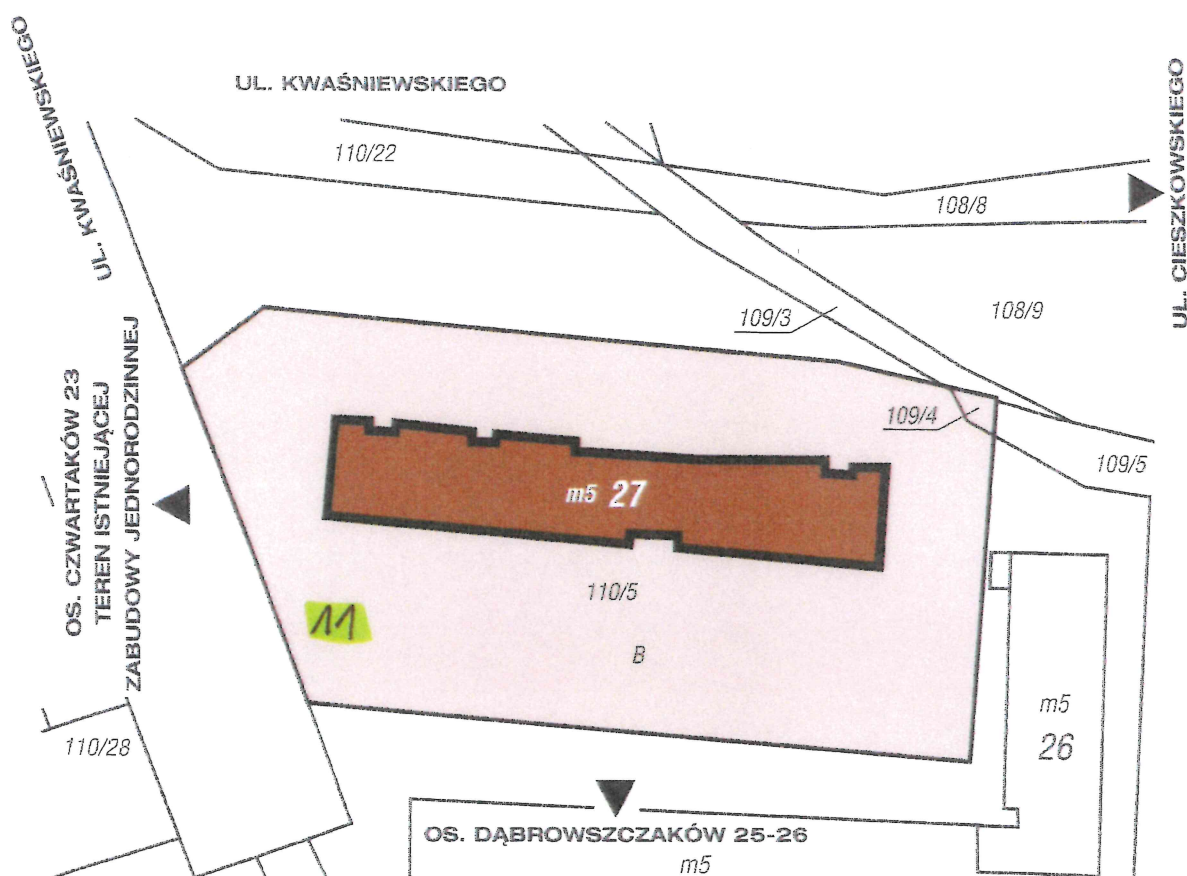 UL. KWAŚNIEWSKIEGO
UL. KWAŚNIEWSKIEGO
UL. CIESZKOWSKIEGO
110/22
108/8
109/3
108/9
109/4
109/5
OS. CZWARTAKÓW 23
TEREN ISTNIEJĄCEJ
ZABUDOWY JEDNORODZINNEJ
m5 27
110/5
11
B
m5
26
110/28
OS. DĄBROWSZCZAKÓW 25-26
m5